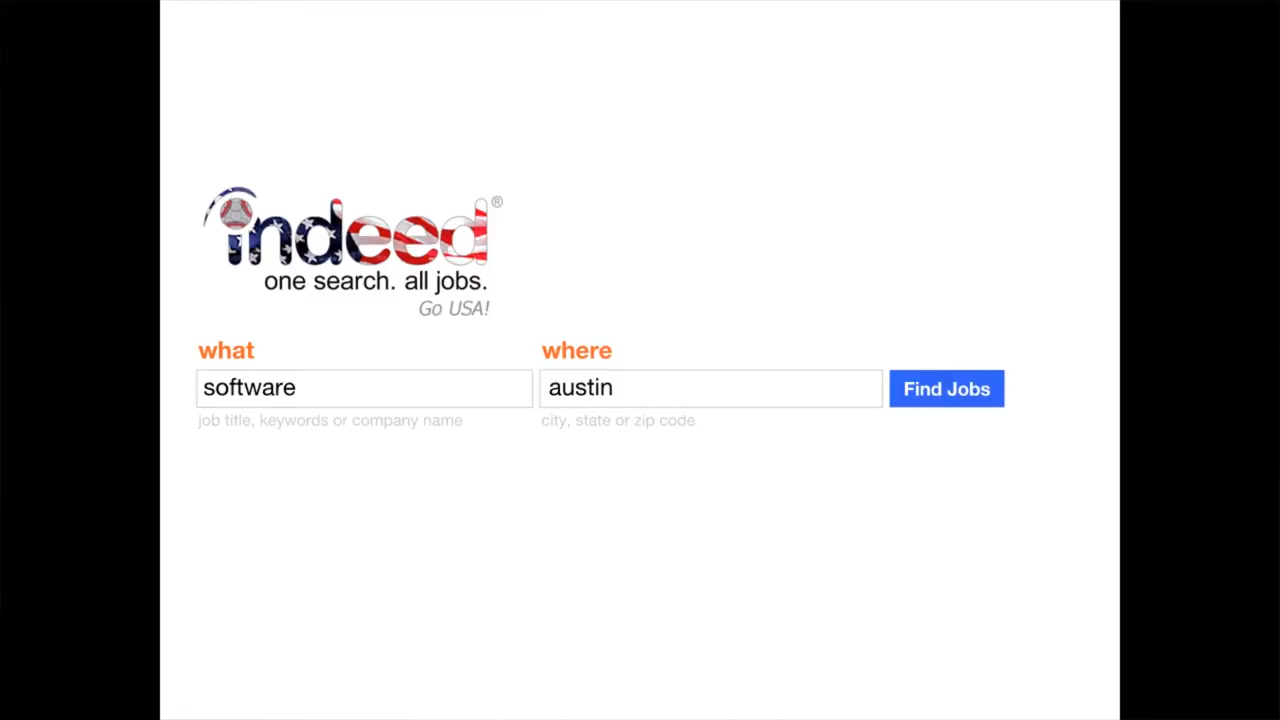 indeed®
one search. all jobs.
Go USA!
what where
software austin Find Jobs
job title, keywords or company name city, state or zip code